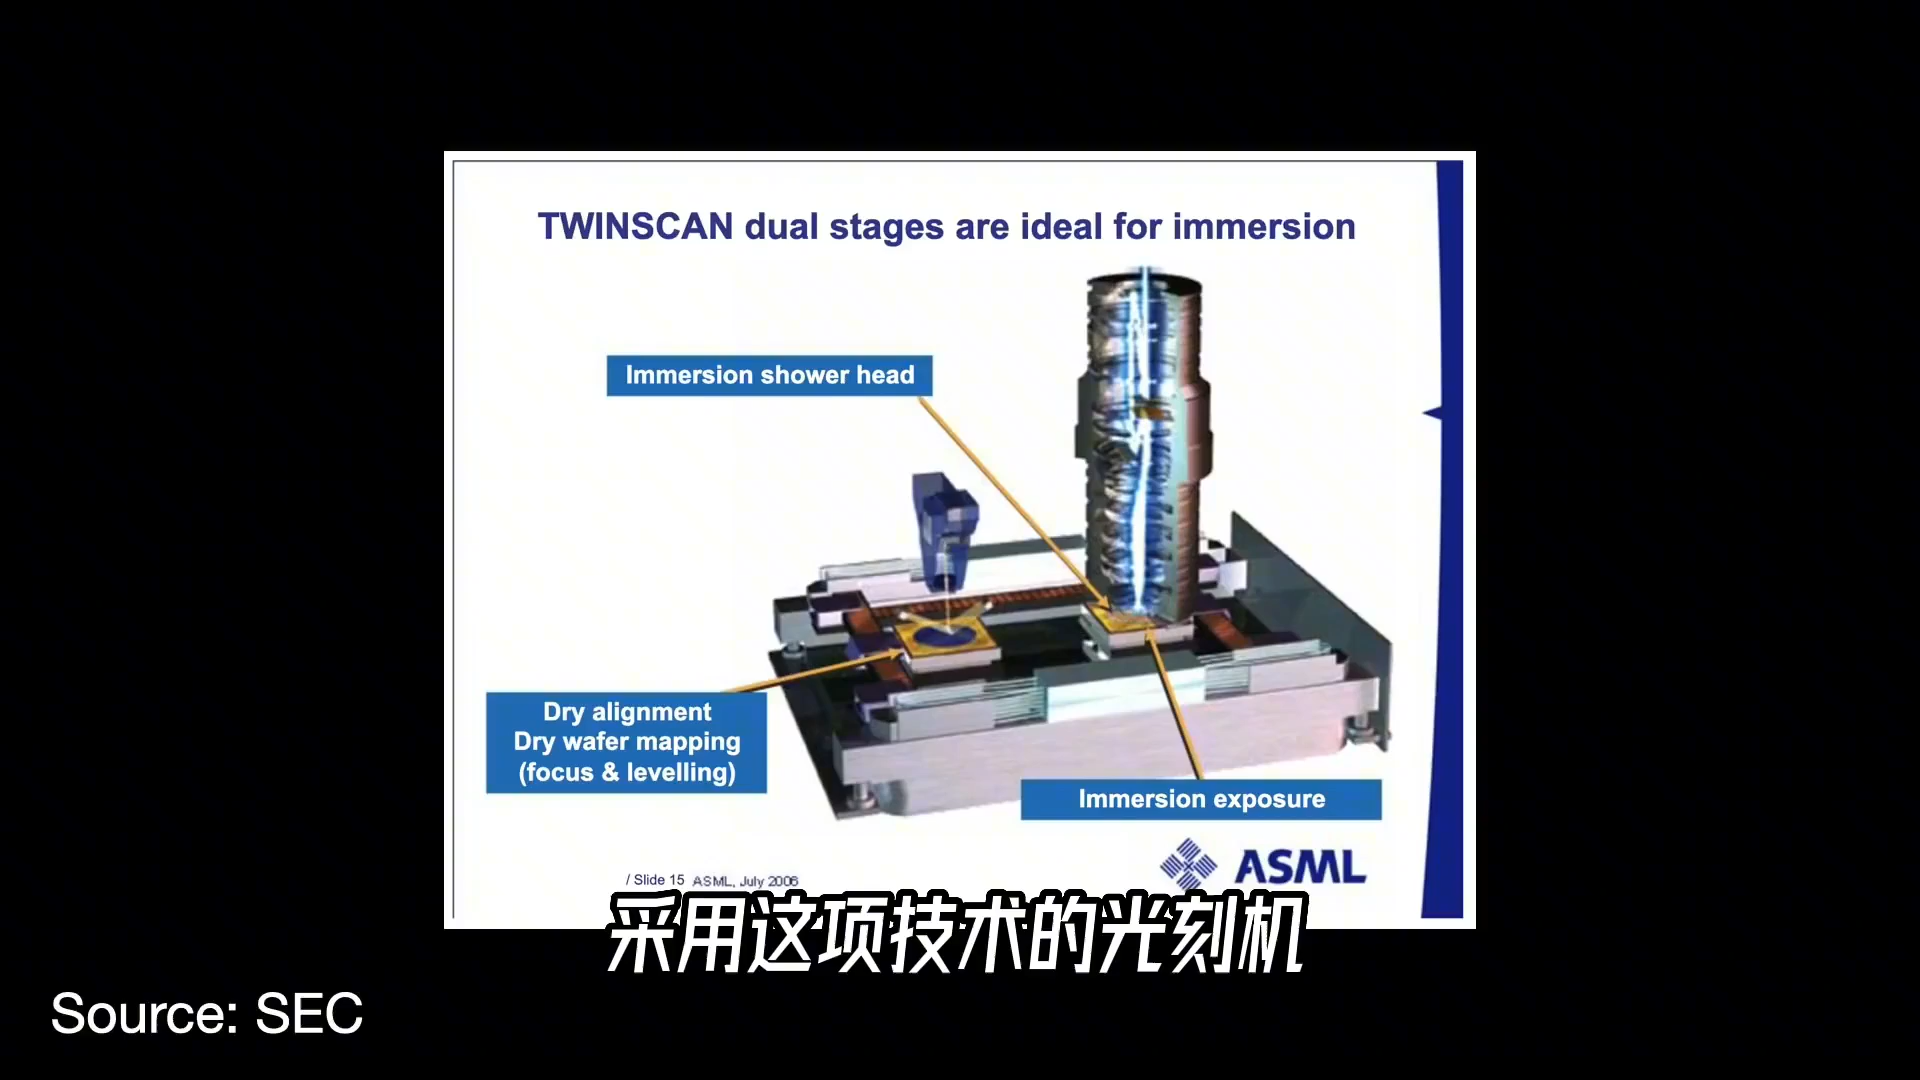 TWINSCAN dual stages are ideal for immersion
Immersion shower head
Dry alignment
Dry wafer mapping
(focus & levelling)
Immersion exposure
ASML
/ Slide 15 ASML, July 2006
采用这项技术的光刻机
Source: SEC